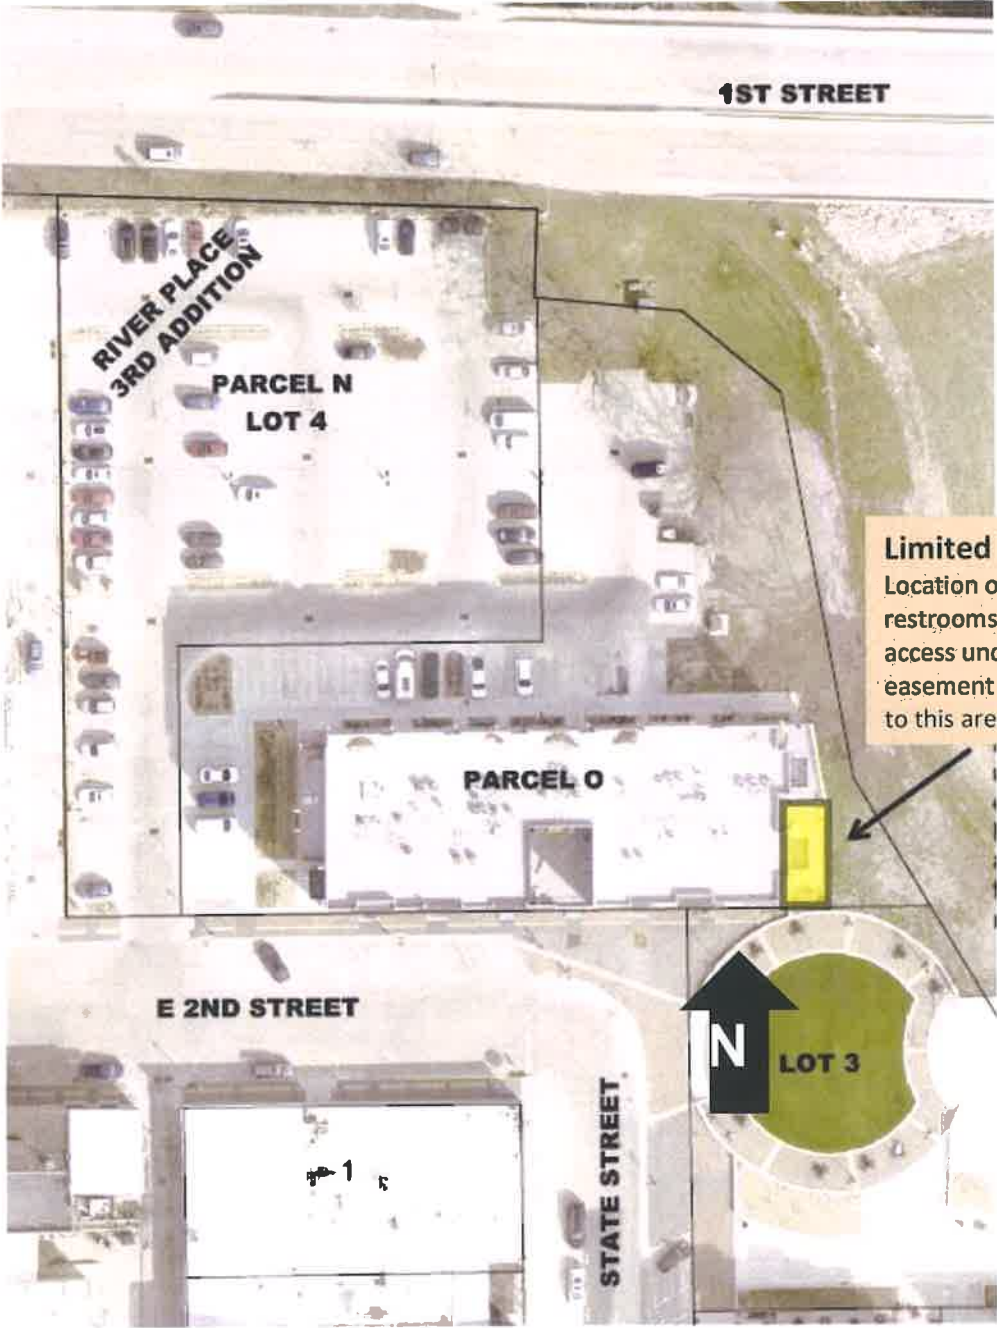 1ST STREET
RIVER PLACE
3RD ADDITION
PARCEL N
LOT 4
Limited
Location o
restrooms
access und
easement
to this are
PARCEL O
E 2ND STREET
N
LOT 3
STATE STREET
1